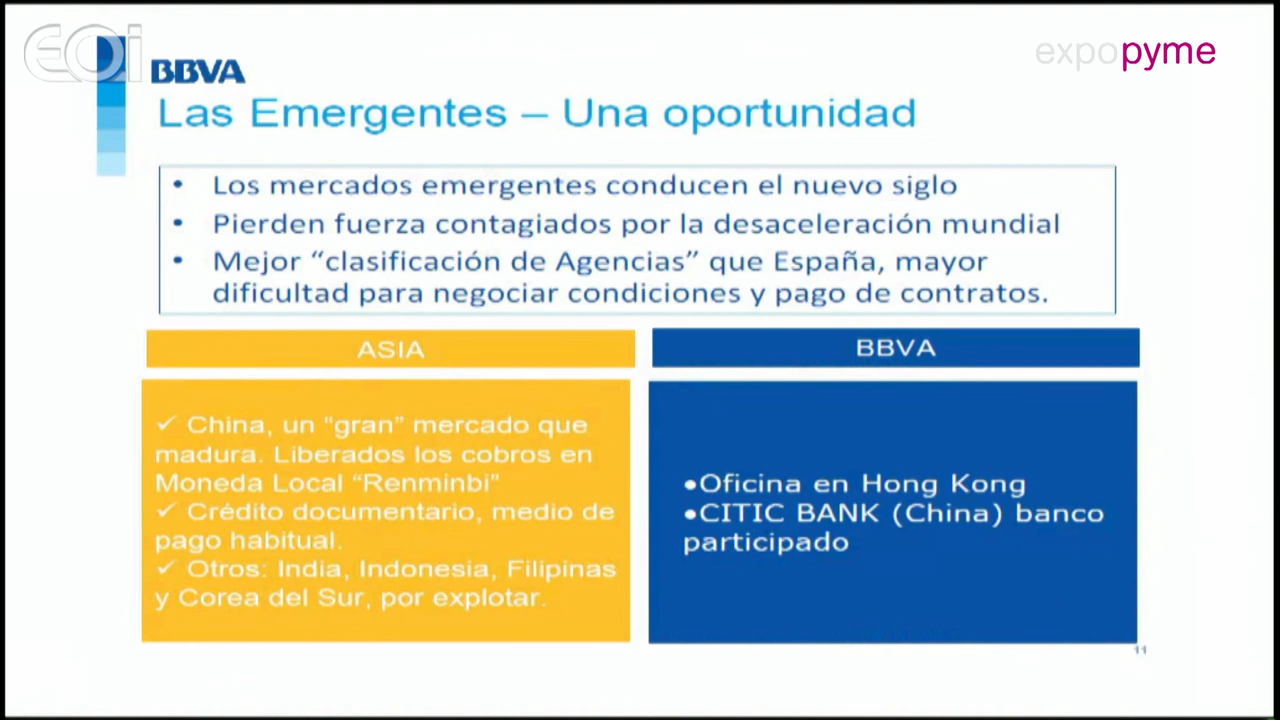 EOi
expopyme
BBVA
Las Emergentes – Una oportunidad
• Los mercados emergentes conducen el nuevo siglo
• Pierden fuerza contagiados por la desaceleración mundial
• Mejor “clasificación de Agencias” que España, mayor
dificultad para negociar condiciones y pago de contratos.
ASIA
✓ China, un “gran” mercado que
madura. Liberados los cobros en
Moneda Local “Renminbi”
✓ Crédito documentario, medio de
pago habitual.
✓ Otros: India, Indonesia, Filipinas
y Corea del Sur, por explotar.
BBVA
●Oficina en Hong Kong
●CITIC BANK (China) banco
participado
11